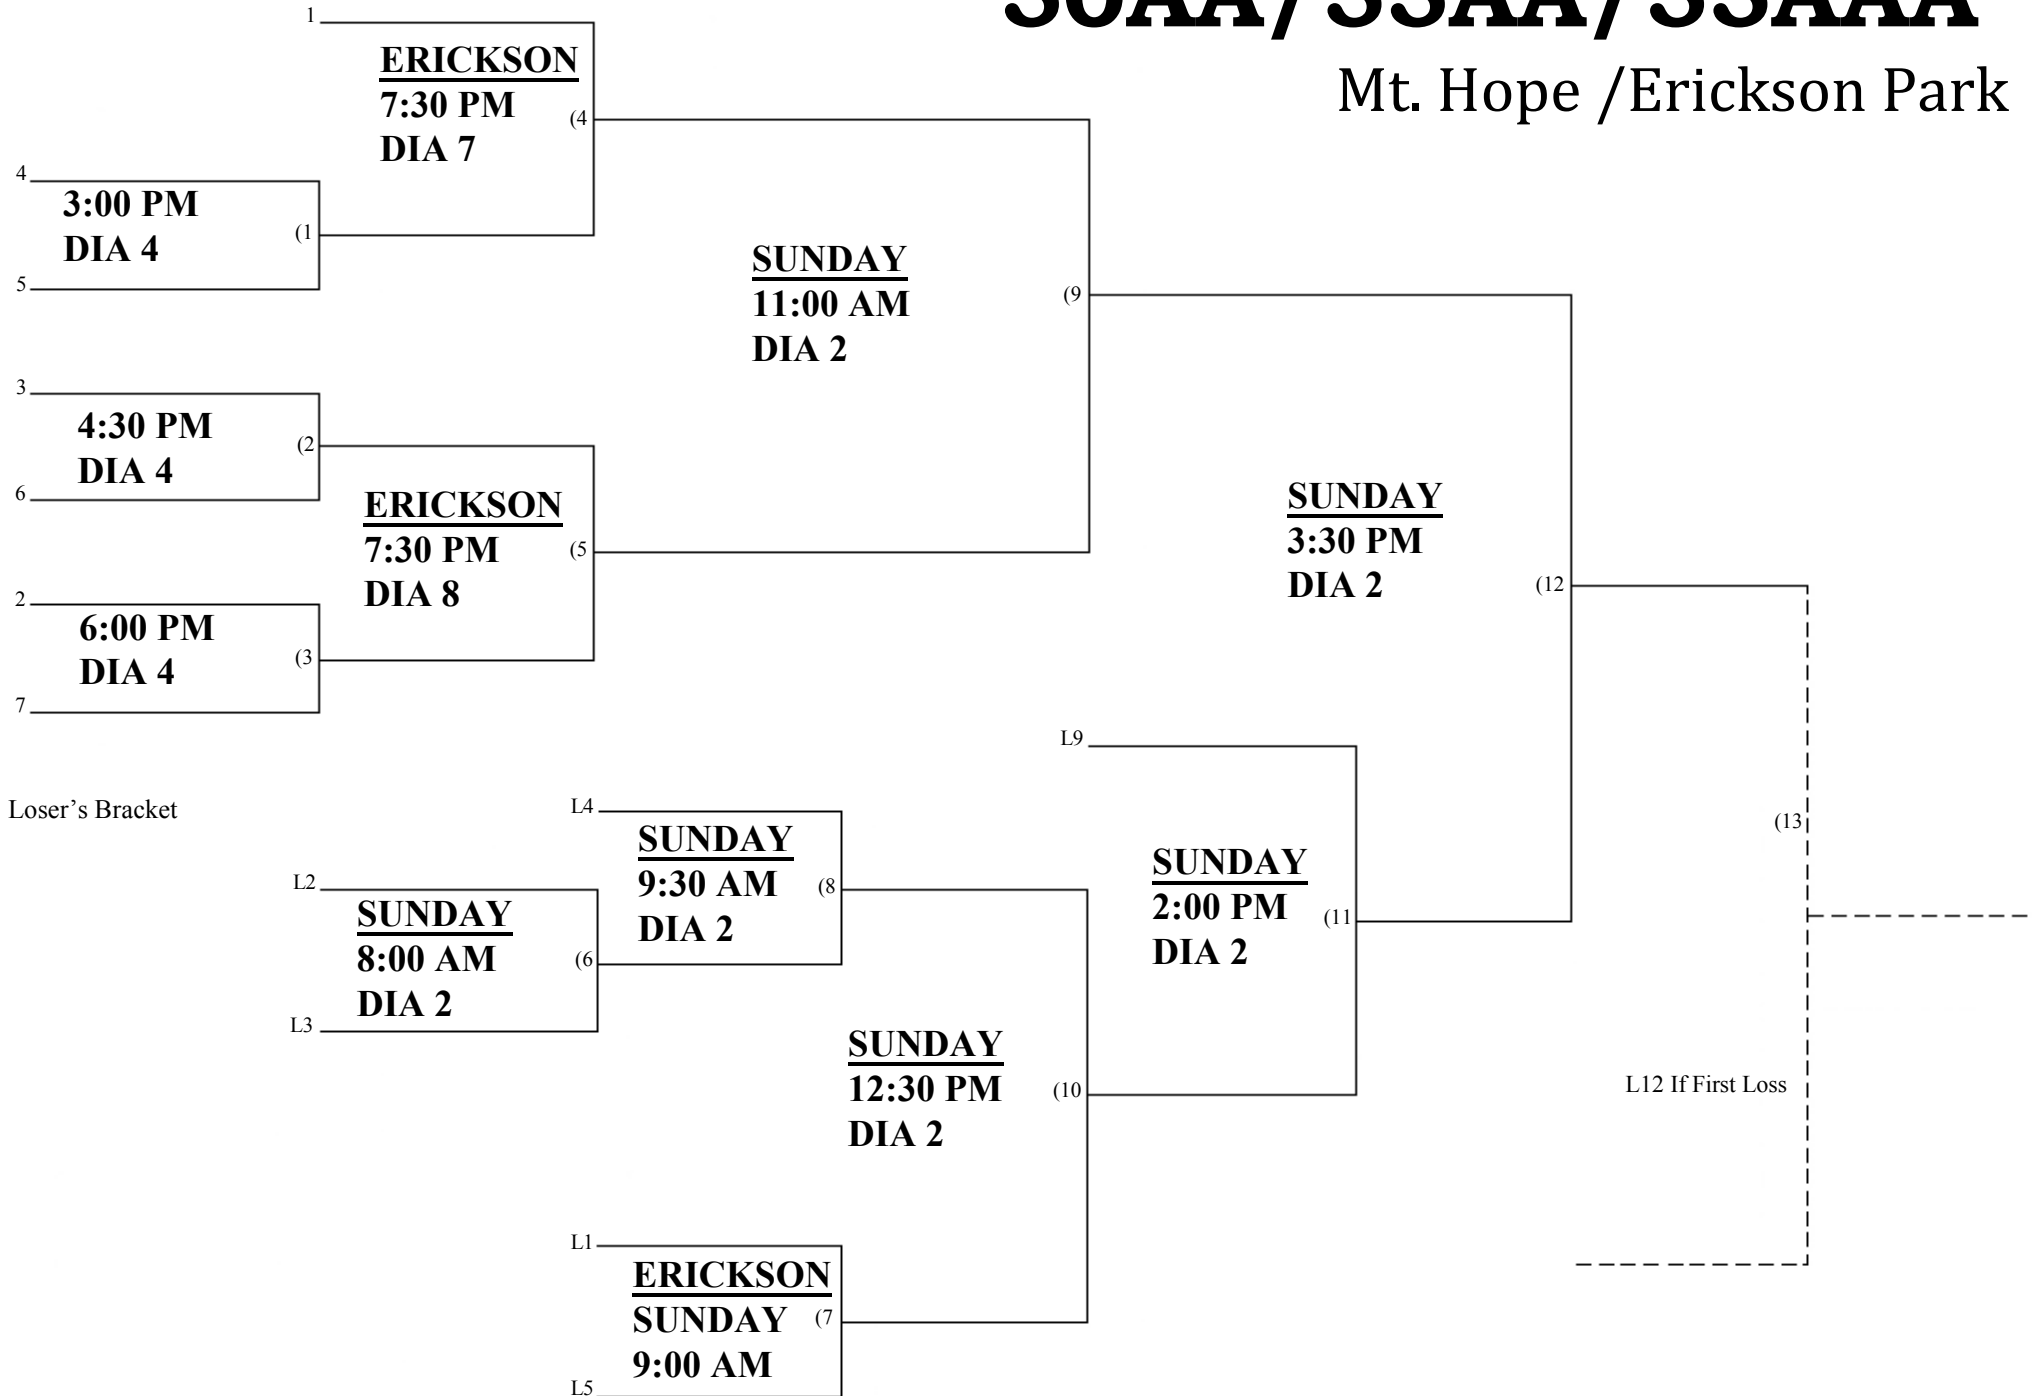 Mt. Hope /Erickson Park
1
ERICKSON
7:30 PM
DIA 7
(4
4
3:00 PM
DIA 4
(1
5
SUNDAY
11:00 AM
DIA 2
(9
3
4:30 PM
DIA 4
(2
6
ERICKSON
7:30 PM
DIA 8
(5
2
6:00 PM
DIA 4
(3
7
SUNDAY
3:30 PM
DIA 2
(12
Loser's Bracket
L9
SUNDAY
2:00 PM
DIA 2
(11
L4
SUNDAY
9:30 AM
DIA 2
(8
L2
SUNDAY
8:00 AM
DIA 2
(6
L3
SUNDAY
12:30 PM
DIA 2
(10
(13
L12 If First Loss
L1
ERICKSON
SUNDAY
9:00 AM
(7
L5